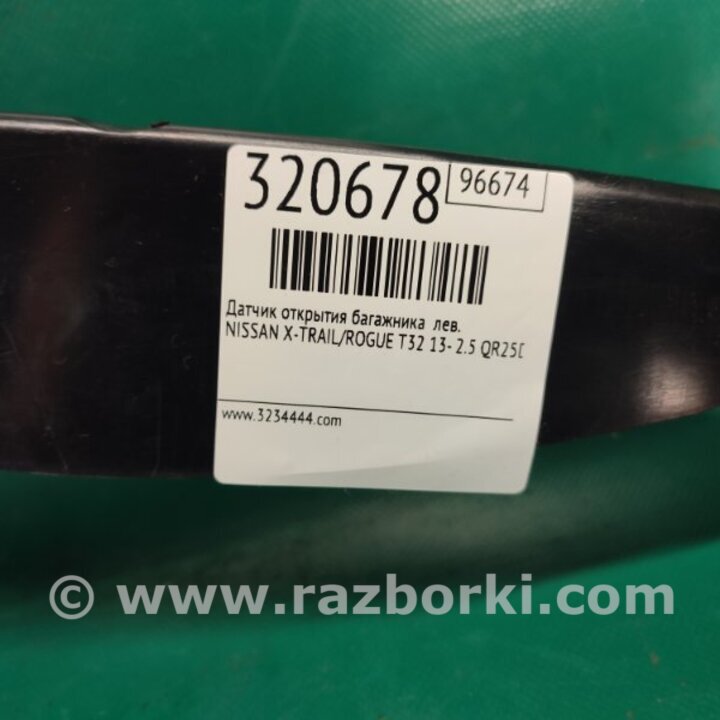 320678 96674
Датчик открытия багажника лев.
NISSAN X-TRAIL/ROGUE T32 13- 2.5 QR25D
www.3234444.com
© www.razborki.com